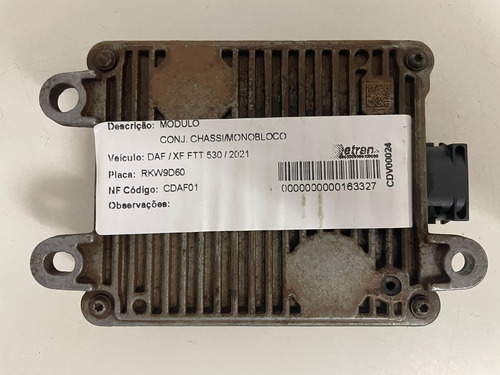 Descrição: MODULO
CONJ. CHASSI/MONOBLOCO
Veículo: DAF / XF FTT 530 / 2021
Placa: RKW9D60
NF Código: CDAF01
Observações:
Detran
0000000000163327
CDV00024